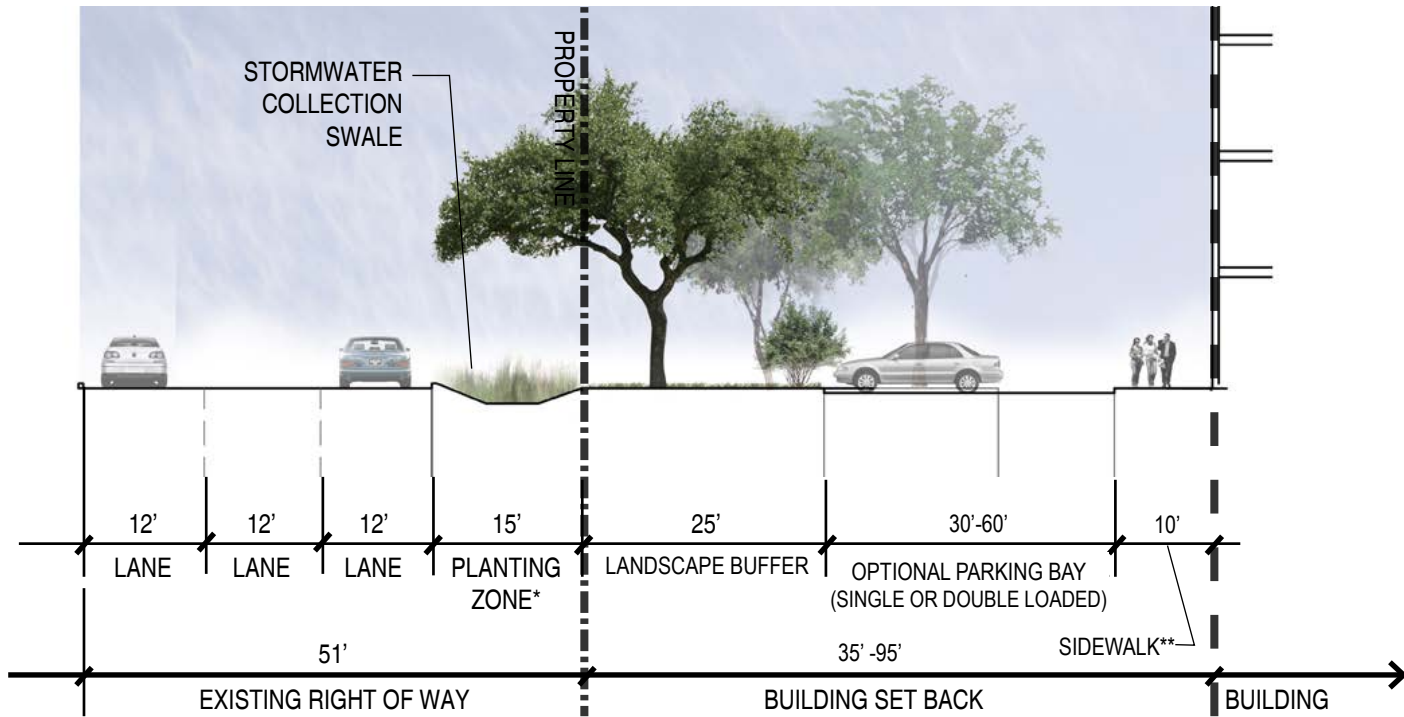 STORMWATER
COLLECTION
SWALE
PROPERTY LINE
12’
12’
12’
15’
25’
30’-60’
10’
LANE
LANE
LANE
PLANTING
ZONE*
LANDSCAPE BUFFER
OPTIONAL PARKING BAY
(SINGLE OR DOUBLE LOADED)
SIDEWALK**
51’
35’ -95’
EXISTING RIGHT OF WAY
BUILDING SET BACK
BUILDING